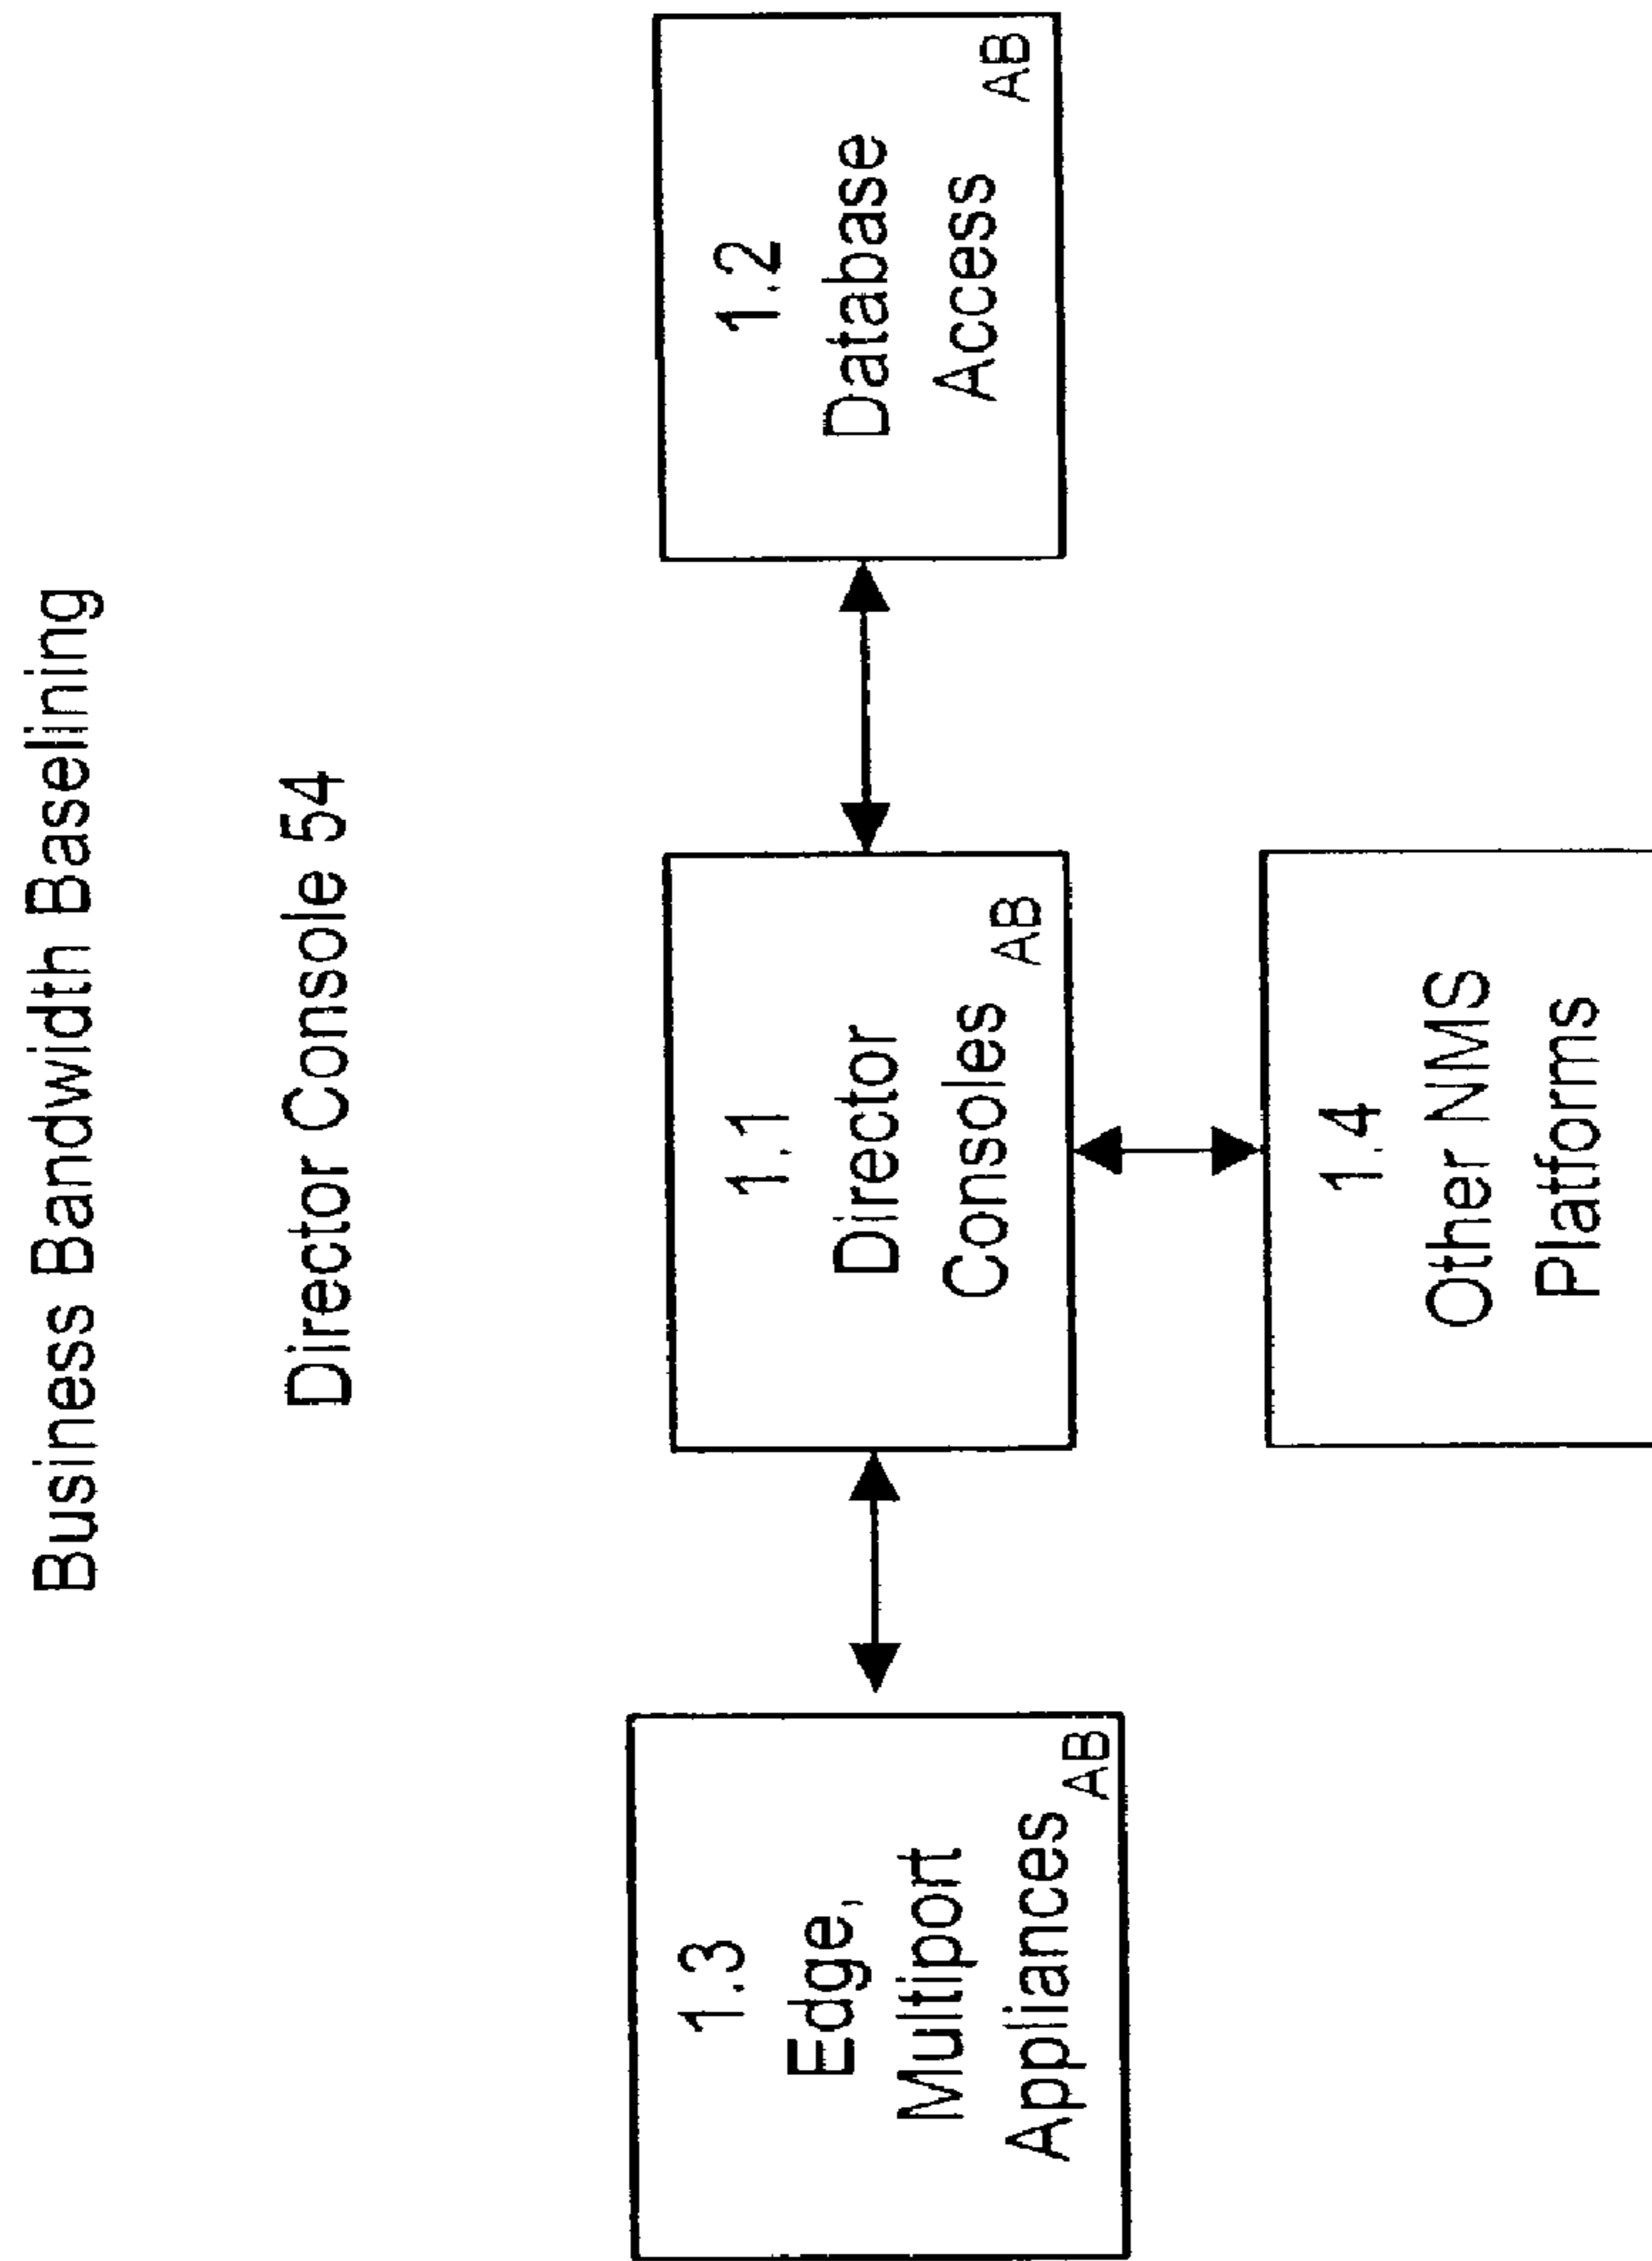 Business Bandwidth Baselining
Director Console 54
1.3
Edge,
Multiport
Appliances
AB
1.1
Director
Consoles
AB
1.2
Database
Access
AB
1.4
Other NMS
Platforms